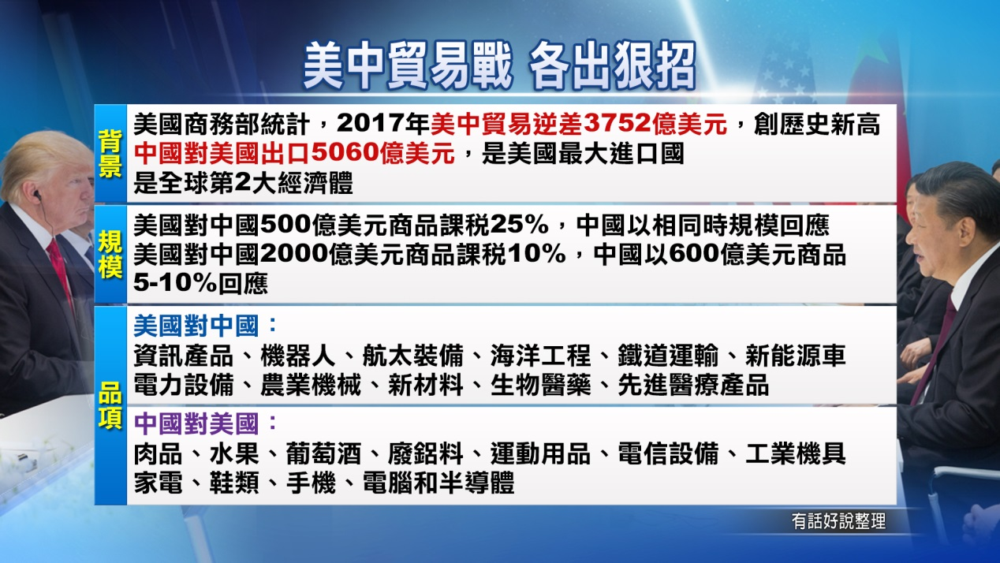 美中貿易戰 各出狠招
背景
美國商務部統計，2017年美中貿易逆差3752億美元，創歷史新高
中國對美國出口5060億美元，是美國最大進口國
是全球第2大經濟體
規模
美國對中國500億美元商品課稅25%，中國以相同時規模回應
美國對中國2000億美元商品課稅10%，中國以600億美元商品
5-10%回應
品項
美國對中國：
資訊產品、機器人、航太裝備、海洋工程、鐵道運輸、新能源車
電力設備、農業機械、新材料、生物醫藥、先進醫療產品
中國對美國：
肉品、水果、葡萄酒、廢鋁料、運動用品、電信設備、工業機具
家電、鞋類、手機、電腦和半導體
有話好說整理